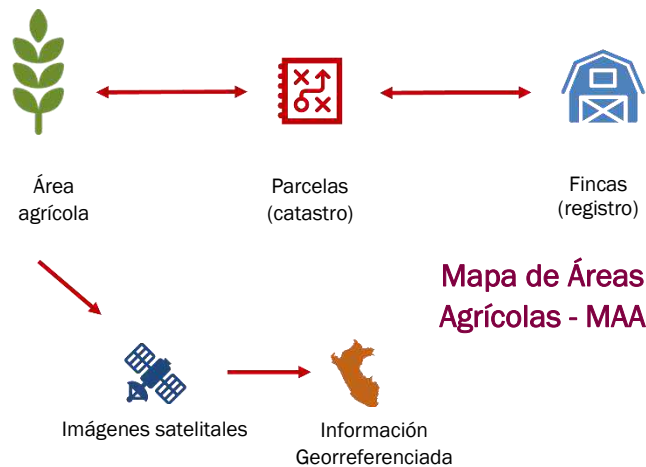 Área
agrícola
Parcelas
(catastro)
Fincas
(registro)
Mapa de Áreas
Agrícolas - MAA
Imágenes satelitales
Información
Georreferenciada